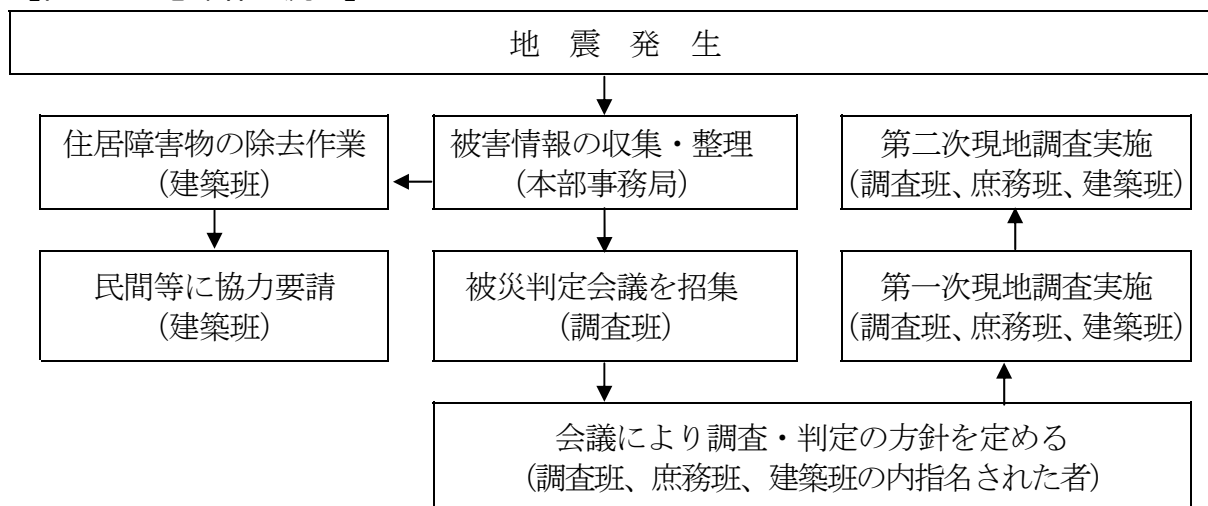 地 震 発 生
住居障害物の除去作業
(建築班)
被害情報の収集・整理
(本部事務局)
第二次現地調査実施
(調査班、庶務班、建築班)
民間等に協力要請
(建築班)
被災判定会議を招集
(調査班)
第一次現地調査実施
(調査班、庶務班、建築班)
会議により調査・判定の方針を定める
(調査班、庶務班、建築班の内指名された者)